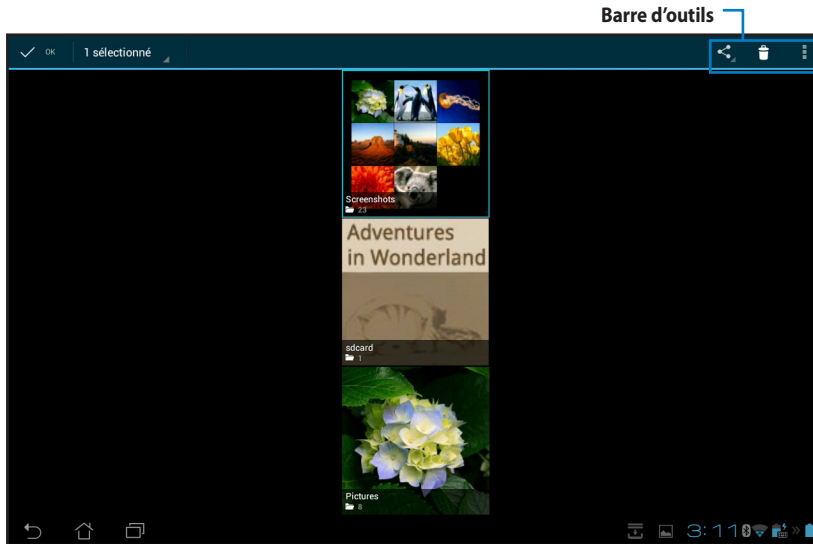 Barre d'outils
OK 1 sélectionné
Screenshots
23
Adventures
in Wonderland
sdcard
1
Pictures
8
3:11